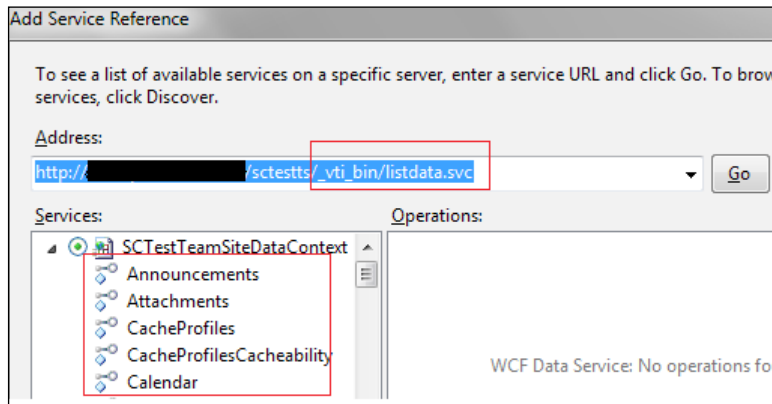 Add Service Reference
To see a list of available services on a specific server, enter a service URL and click Go. To brow
services, click Discover.
Address:
http:// /sctestts/_vti_bin/listdata.svc
Go
Services:
Operations:
SCTestTeamSiteDataContext
Announcements
Attachments
CacheProfiles
CacheProfilesCacheability
Calendar
WCF Data Service: No operations fo